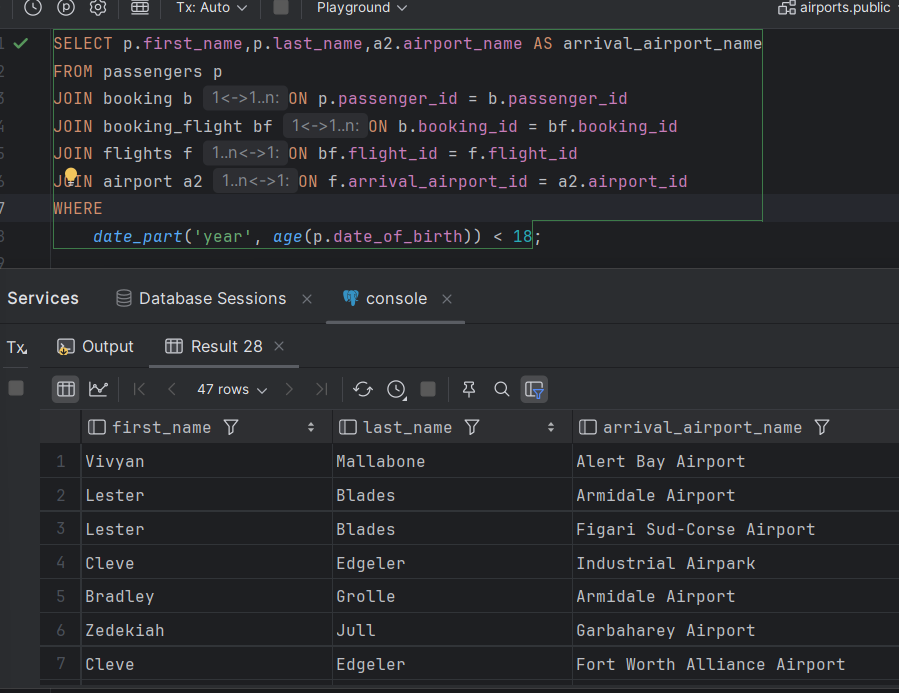 Tx: Auto Playground airports.public
1 SELECT p.first_name,p.last_name,a2.airport_name AS arrival_airport_name
2 FROM passengers p
3 JOIN booking b 1<->1..n: ON p.passenger_id = b.passenger_id
4 JOIN booking_flight bf 1<->1..n: ON b.booking_id = bf.booking_id
5 JOIN flights f 1..n<->1: ON bf.flight_id = f.flight_id
6 JOIN airport a2 1..n<->1: ON f.arrival_airport_id = a2.airport_id
7 WHERE
8 date_part('year', age(p.date_of_birth)) < 18;
9
Services Database Sessions × console ×
Tx Output Result 28 ×
47 rows
first_name last_name arrival_airport_name
1 Vivyan Mallabone Alert Bay Airport
2 Lester Blades Armidale Airport
3 Lester Blades Figari Sud-Corse Airport
4 Cleve Edgeler Industrial Airpark
5 Bradley Grolle Armidale Airport
6 Zedekiah Jull Garbaharey Airport
7 Cleve Edgeler Fort Worth Alliance Airport